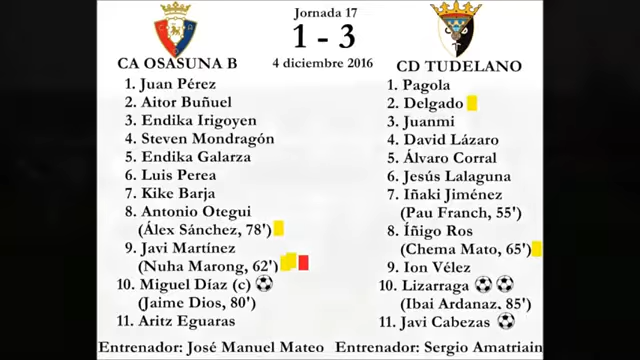 Jornada 17
1 - 3
4 diciembre 2016
CA OSASUNA B
1. Juan Pérez
2. Aitor Buñuel
3. Endika Irigoyen
4. Steven Mondragón
5. Endika Galarza
6. Luis Perea
7. Kike Barja
8. Antonio Otegui
(Álex Sánchez, 78')
9. Javi Martínez
(Nuha Marong, 62')
10. Miguel Díaz (c)
(Jaime Dios, 80')
11. Aritz Eguaras
Entrenador: José Manuel Mateo
CD TUDELANO
1. Pagola
2. Delgado
3. Juanmi
4. David Lázaro
5. Álvaro Corral
6. Jesús Lalaguna
7. Iñaki Jiménez
(Pau Franch, 55')
8. Íñigo Ros
(Chema Mato, 65')
9. Ion Vélez
10. Lizarraga
(Ibai Ardanaz, 85')
11. Javi Cabezas
Entrenador: Sergio Amatriain